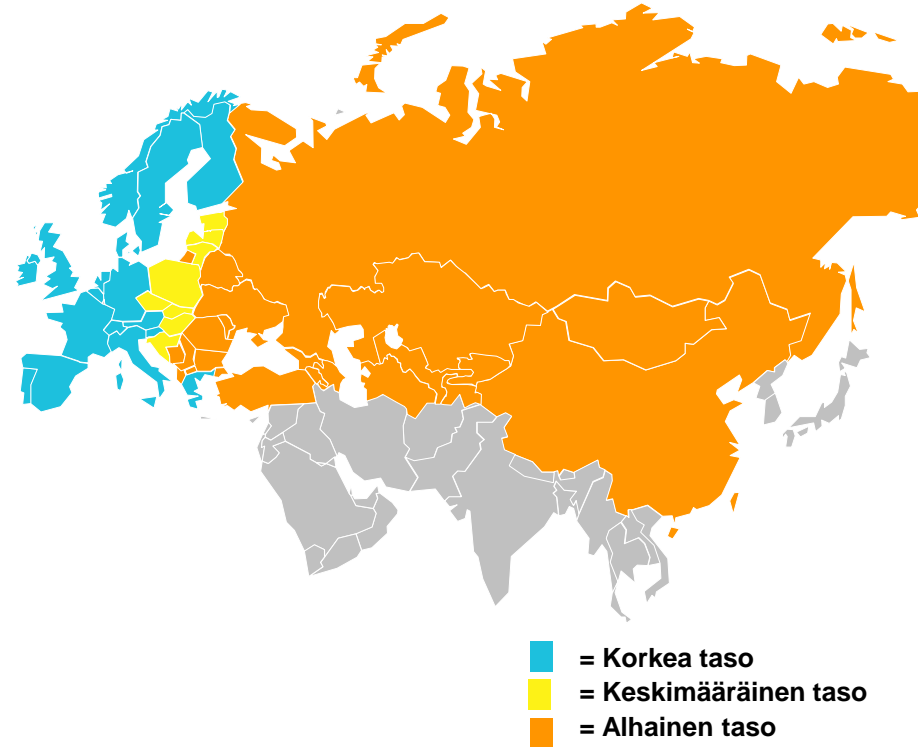 = Korkea taso
= Keskimääräinen taso
= Alhainen taso